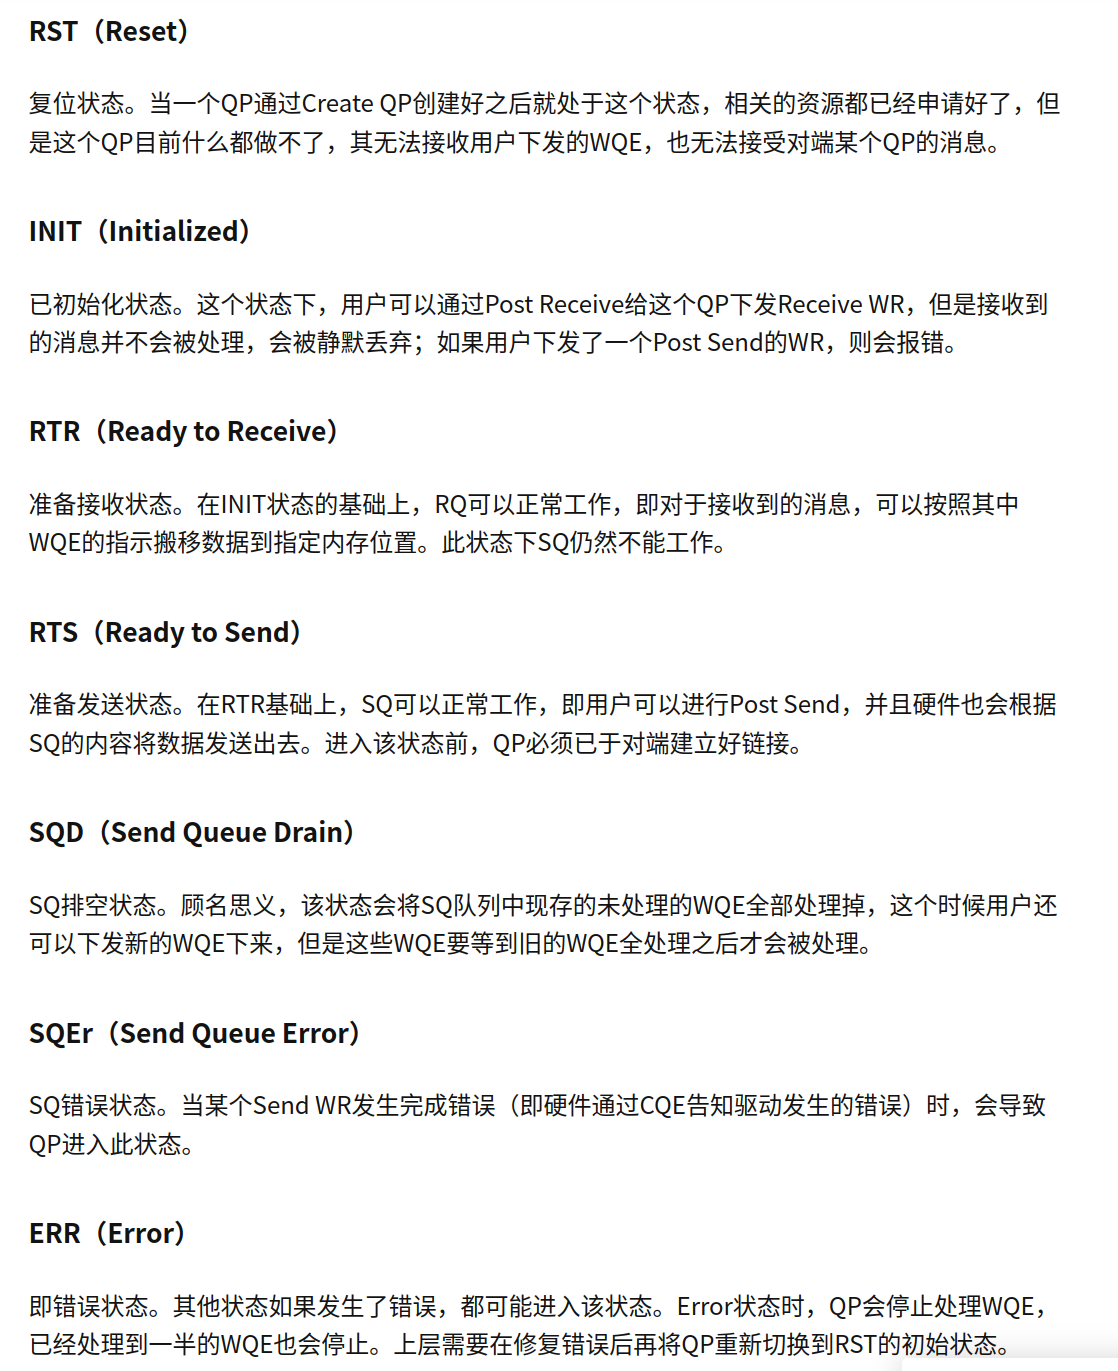 RST（Reset）
复位状态。当一个QP通过Create QP创建好之后就处于这个状态，相关的资源都已经申请好了，但
是这个QP目前什么都做不了，其无法接收用户下发的WQE，也无法接受对端某个QP的消息。
INIT（Initialized）
已初始化状态。这个状态下，用户可以通过Post Receive给这个QP下发Receive WR，但是接收到
的消息并不会被处理，会被静默丢弃；如果用户下发了一个Post Send的WR，则会报错。
RTR（Ready to Receive）
准备接收状态。在INIT状态的基础上，RQ可以正常工作，即对于接收到的消息，可以按照其中
WQE的指示搬移数据到指定内存位置。此状态下SQ仍然不能工作。
RTS（Ready to Send）
准备发送状态。在RTR基础上，SQ可以正常工作，即用户可以进行Post Send，并且硬件也会根据
SQ的内容将数据发送出去。进入该状态前，QP必须已于对端建立好链接。
SQD（Send Queue Drain）
SQ排空状态。顾名思义，该状态会将SQ队列中现存的未处理的WQE全部处理掉，这个时候用户还
可以下发新的WQE下来，但是这些WQE要等到旧的WQE全处理之后才会被处理。
SQEr（Send Queue Error）
SQ错误状态。当某个Send WR发生完成错误（即硬件通过CQE告知驱动发生的错误）时，会导致
QP进入此状态。
ERR（Error）
即错误状态。其他状态如果发生了错误，都可能进入该状态。Error状态时，QP会停止处理WQE，
已经处理到一半的WQE也会停止。上层需要在修复错误后再将QP重新切换到RST的初始状态。